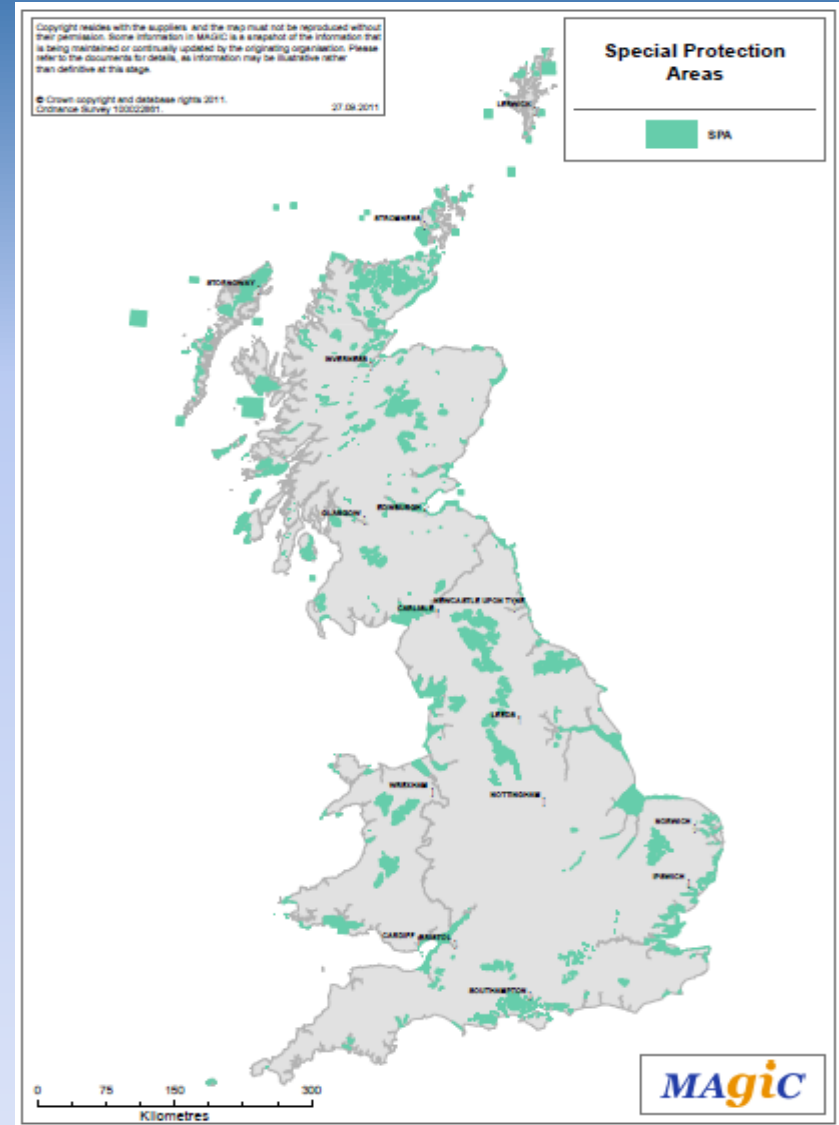 Copyright resides with the suppliers and the map must not be reproduced without
their permission. Some information in MAGIC is a snapshot of the information that
is being maintained or continually updated by the originating organisation. Please
refer to the documents for details, as information may be illustrative rather
than definitive at this stage.
© Crown copyright and database rights 2011.
Ordnance Survey 100022861.
27.09.2011
Special Protection
Areas
SPA
LERWICK
STROMNESS
STORNOWAY
INVERNESS
GLASGOW
EDINBURGH
CARLISLE
NEWCASTLE UPON TYNE
LEEDS
WREXHAM
NOTTINGHAM
NORWICH
IPSWICH
CARDIFF
BRISTOL
SOUTHAMPTON
0 75 150 300
Kilometres
MAgiC